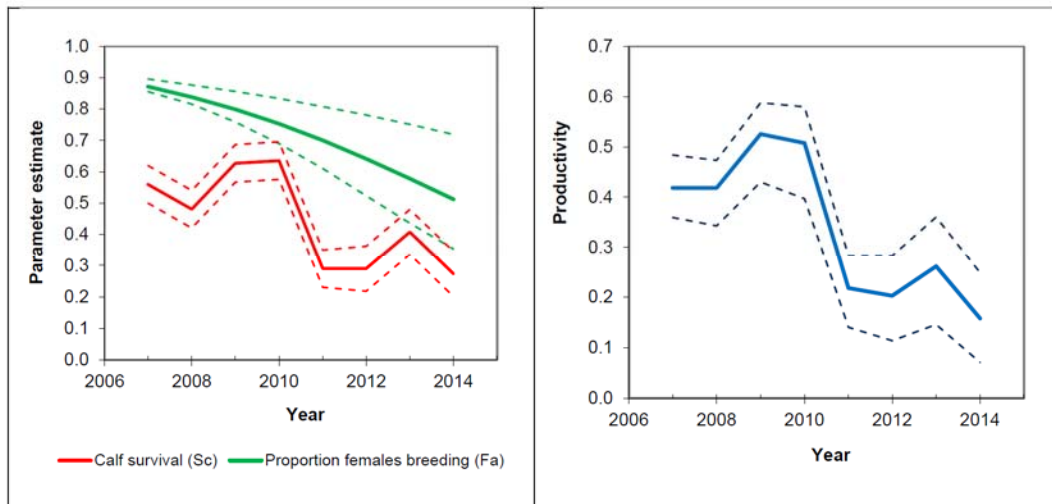 1.0
0.9
0.8
0.7
0.6
0.5
0.4
0.3
0.2
0.1
0.0
Parameter estimate
2006 2008 2010 2012 2014
Year
Calf survival (Sc) Proportion females breeding (Fa)
0.7
0.6
0.5
0.4
0.3
0.2
0.1
0.0
Productivity
2006 2008 2010 2012 2014
Year